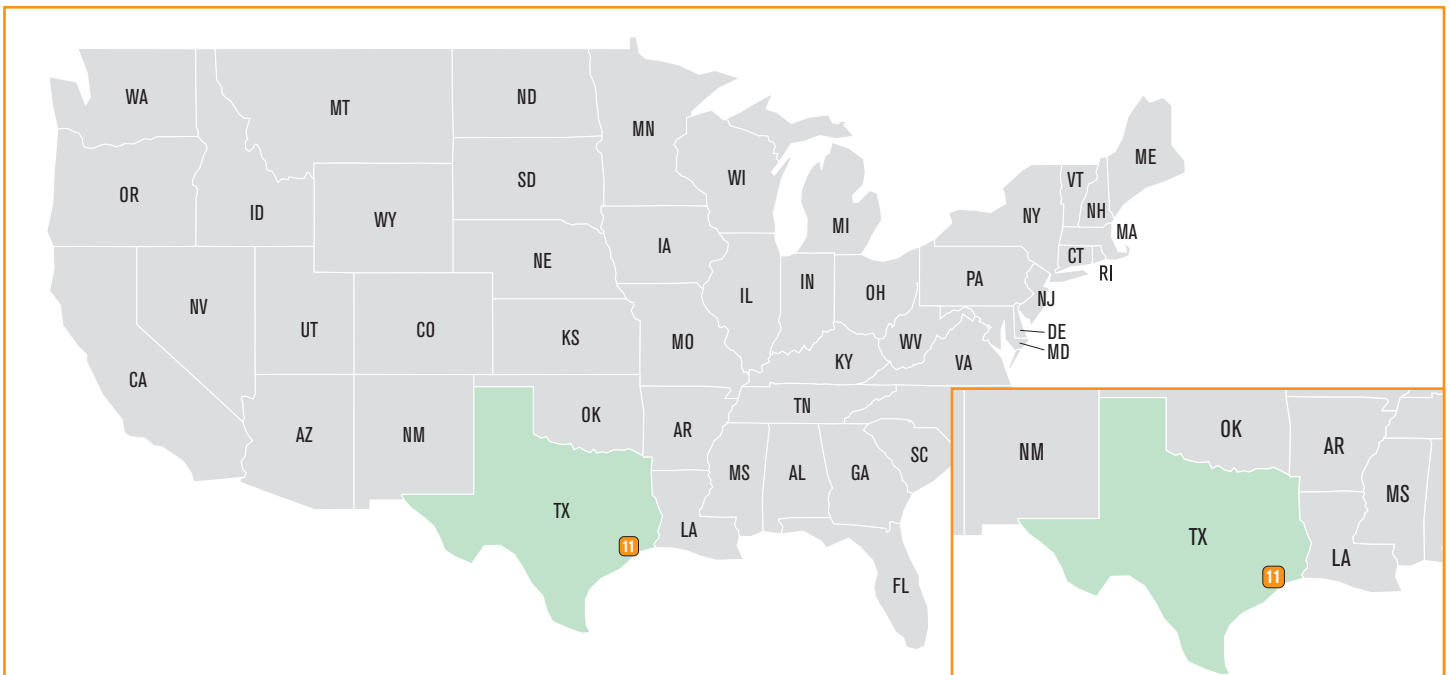 WA
MT
ND
MN
ME
OR
ID
WY
SD
WI
MI
NY
VT
NH
MA
CT
RI
NV
UT
CO
NE
IA
IL
IN
OH
PA
NJ
DE
MD
CA
KS
MO
KY
WV
VA
AZ
NM
OK
AR
TN
SC
TX
LA
MS
AL
GA
FL
11
NM
OK
AR
MS
TX
LA
11